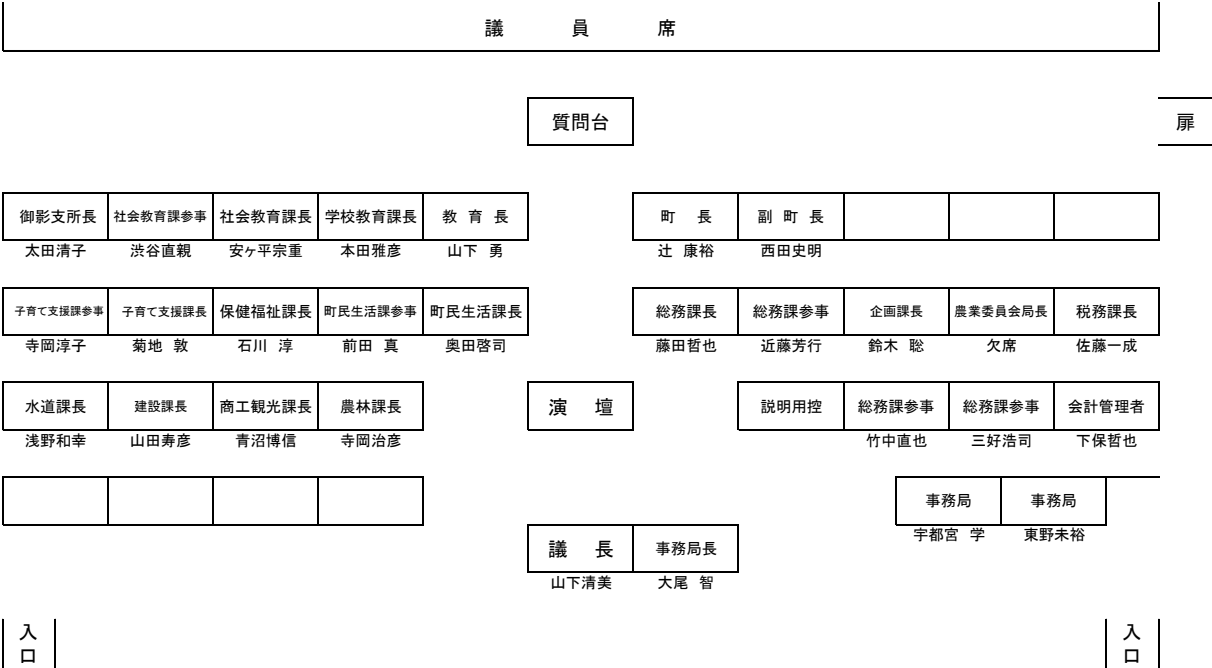 議 員 席
質問台
扉
御影支所長 社会教育課参事 社会教育課長 学校教育課長 教 育 長 町 長 副 町 長
太田清子 渋谷直親 安ヶ平宗重 本田雅彦 山下 勇 辻 康裕 西田史明
子育て支援課参事 子育て支援課長 保健福祉課長 町民生活課参事 町民生活課長 総務課長 総務課参事 企画課長 農業委員会局長 税務課長
寺岡淳子 菊地 敦 石川 淳 前田 真 奥田啓司 藤田哲也 近藤芳行 鈴木 聡 欠席 佐藤一成
水道課長 建設課長 商工観光課長 農林課長 演 壇 説明用控 総務課参事 総務課参事 会計管理者
浅野和幸 山田寿彦 青沼博信 寺岡治彦 竹中直也 三好浩司 下保哲也
事務局 事務局
宇都宮 学 東野未裕
議 長 事務局長
山下清美 大尾 智
入口 入口